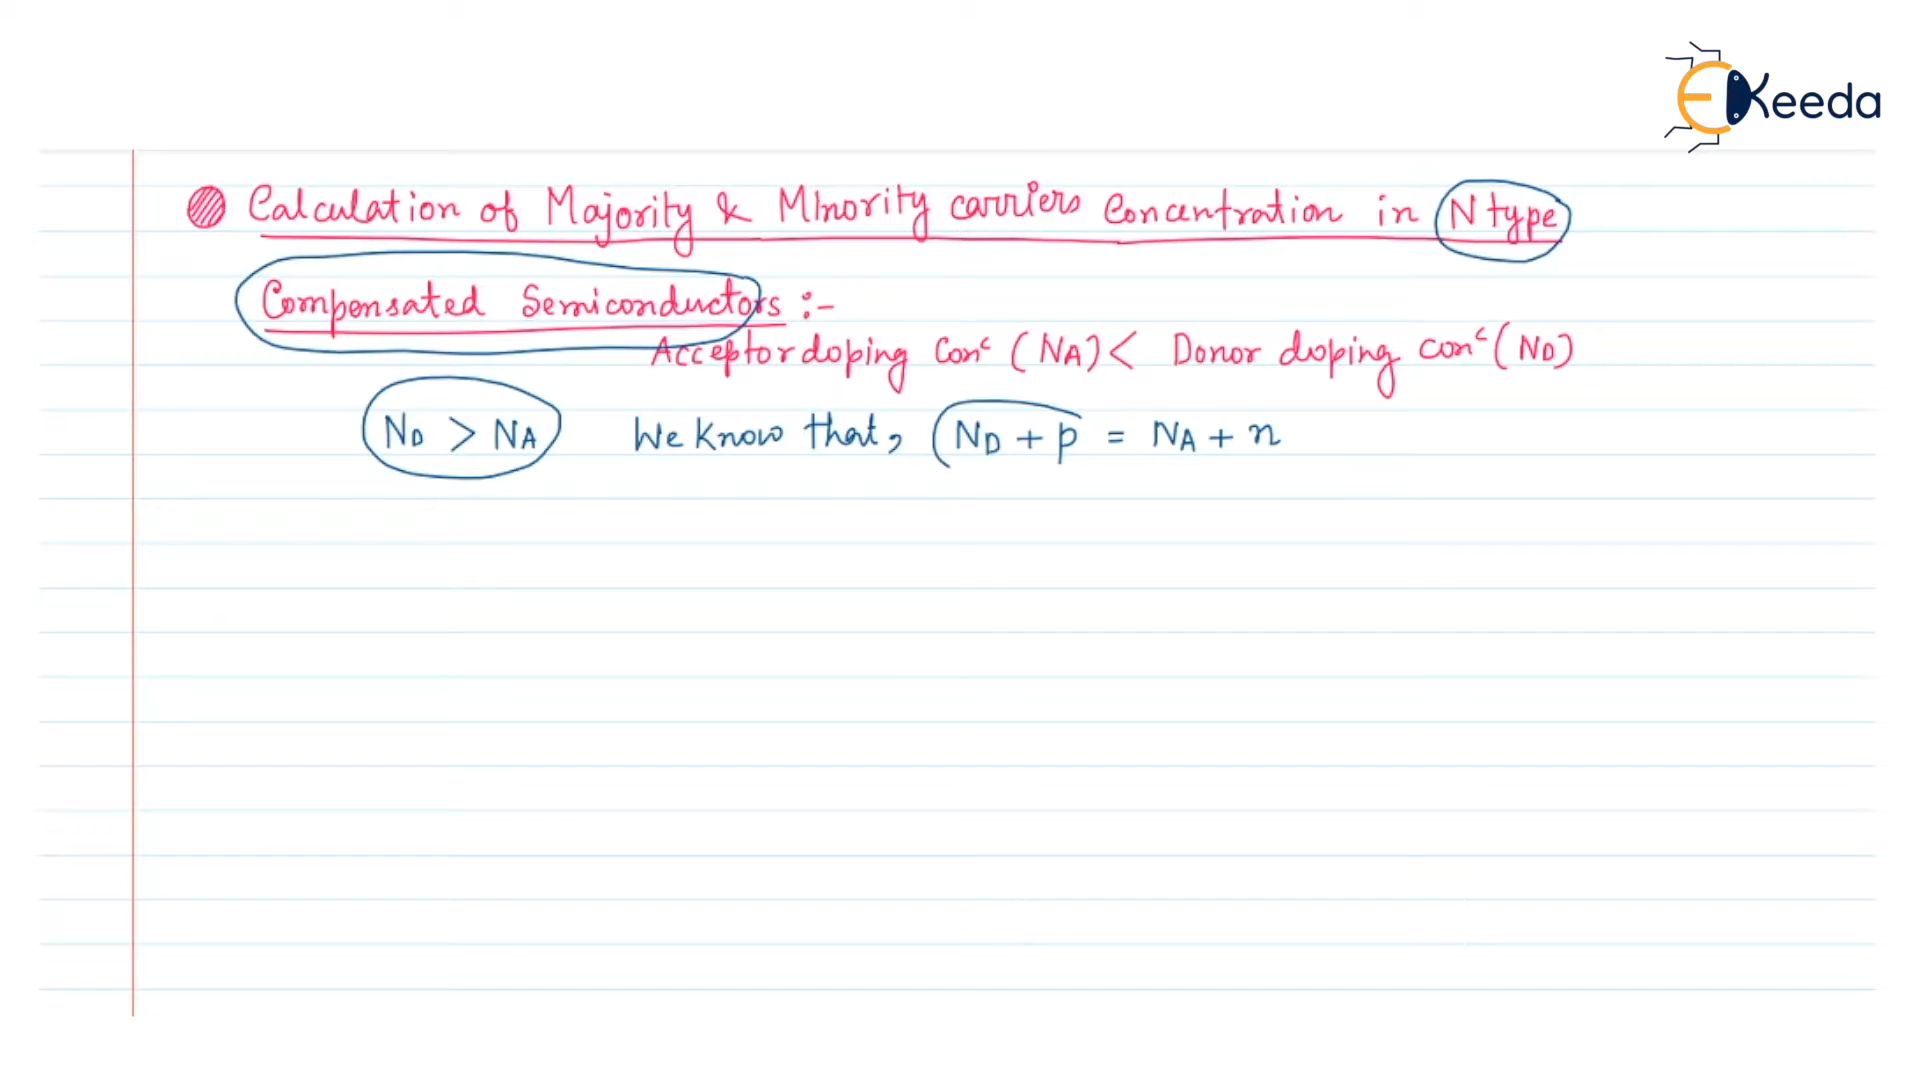 EKeeda
Calculation of Majority & MInority carriers Concentration in N type
Compensated Semiconductors :-
Acceptor doping Conᶜ (NA) < Donor doping conᶜ (ND)
ND > NA We Know that, ND + p = NA + n